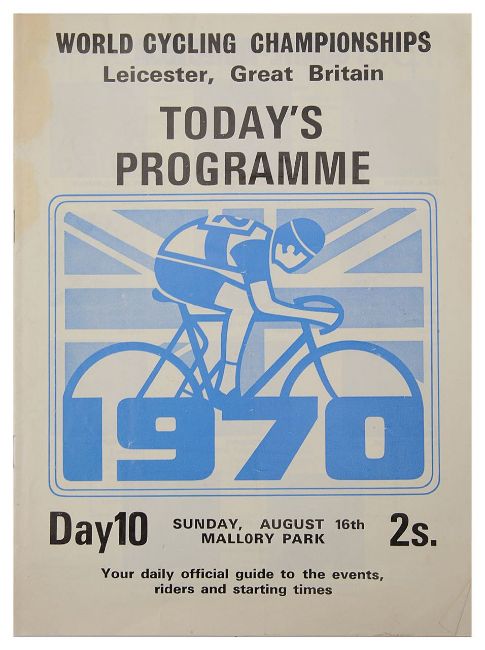 WORLD CYCLING CHAMPIONSHIPS
Leicester, Great Britain
TODAY'S
PROGRAMME
1970
Day10
SUNDAY, AUGUST 16th
MALLORY PARK
2s.
Your daily official guide to the events,
riders and starting times